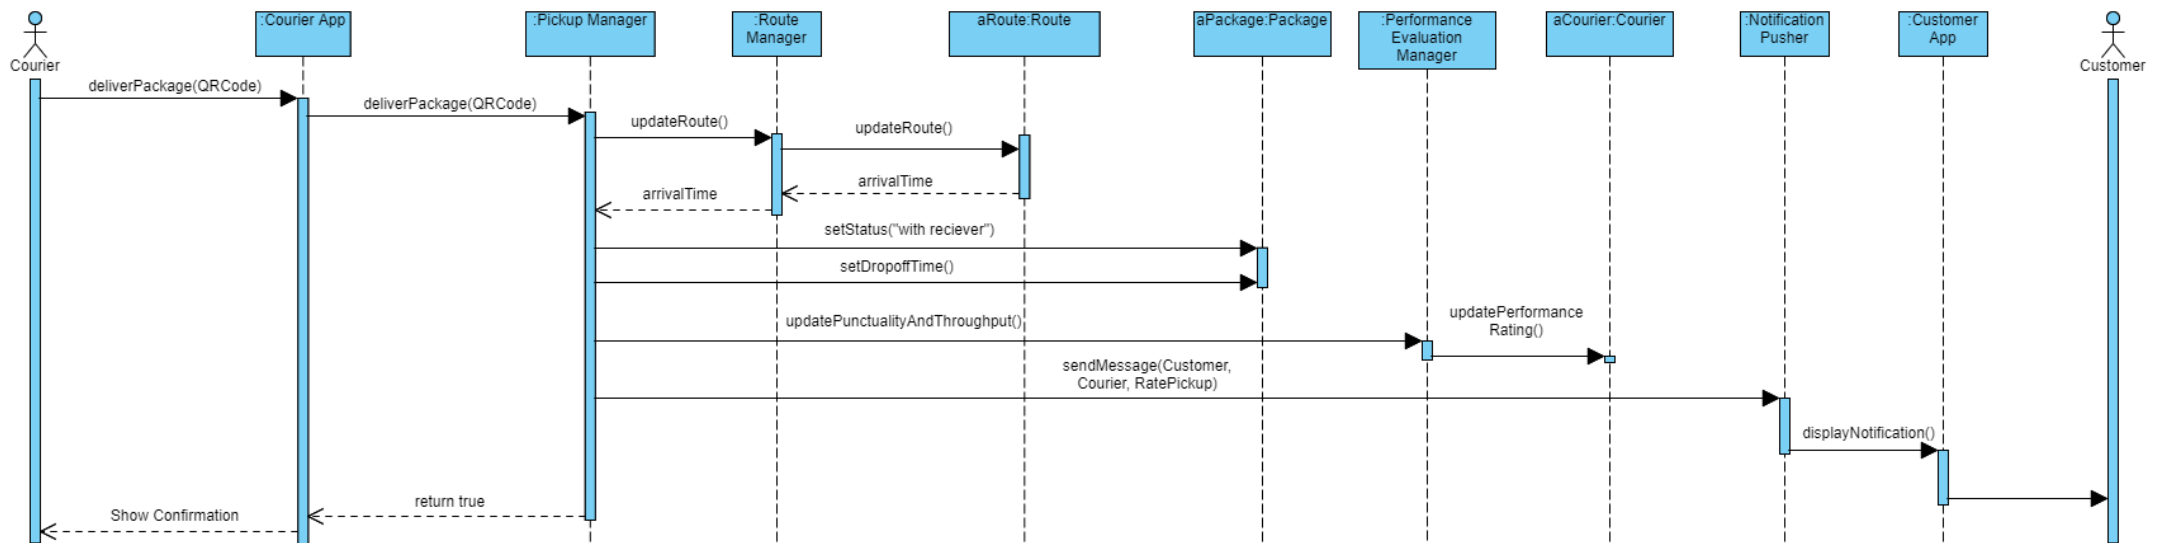 :Courier App
:Pickup Manager
:Route
Manager
aRoute:Route
aPackage:Package
:Performance
Evaluation
Manager
aCourier:Courier
:Notification
Pusher
:Customer
App
Courier
Customer
deliverPackage(QRCode)
deliverPackage(QRCode)
updateRoute()
updateRoute()
arrivalTime
arrivalTime
setStatus("with reciever")
setDropoffTime()
updatePunctualityAndThroughput()
updatePerformance
Rating()
sendMessage(Customer,
Courier, RatePickup)
displayNotification()
return true
Show Confirmation